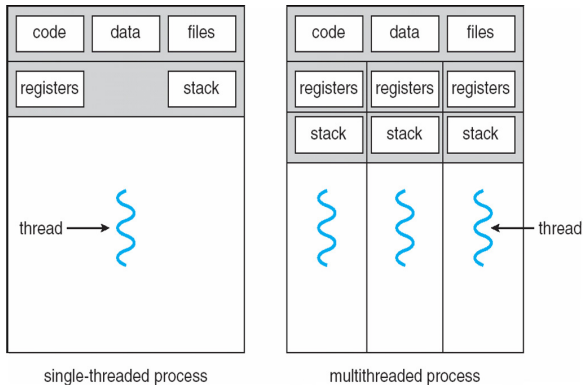 code data files
registers stack
thread
single-threaded process
code data files
registers registers registers
stack stack stack
thread
multithreaded process